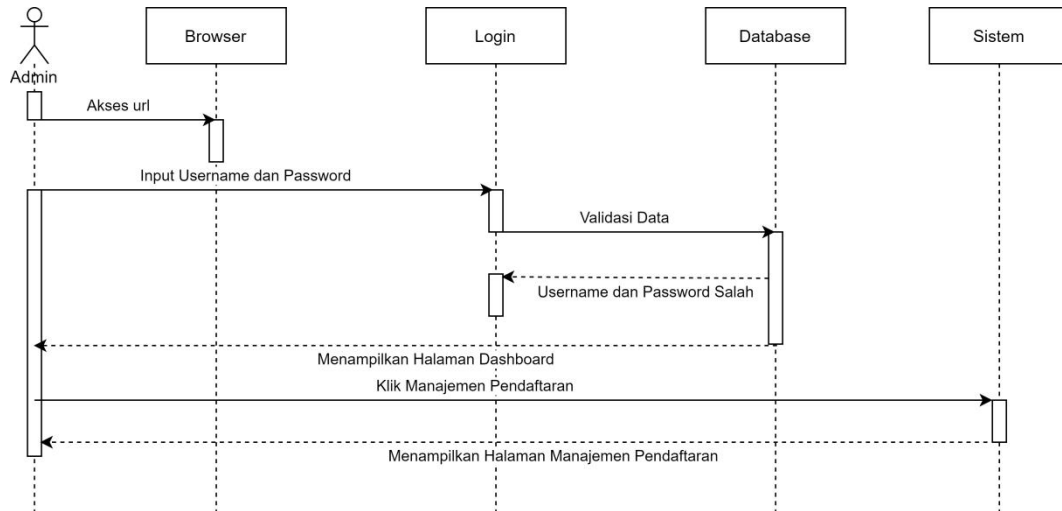 Browser
Login
Database
Sistem
Admin
Akses url
Input Username dan Password
Validasi Data
Username dan Password Salah
Menampilkan Halaman Dashboard
Klik Manajemen Pendaftaran
Menampilkan Halaman Manajemen Pendaftaran